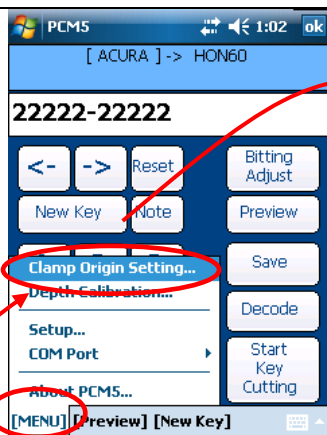 PCM5 1:02 ok
[ ACURA ] -> HON60
22222-22222
<- -> Reset Bitting Adjust
New Key Note Preview
Clamp Origin Setting... Save
Depth Calibration...
Decode
Setup...
COM Port
Start Key Cutting
About PCM5...
[MENU] [Preview] [New Key]